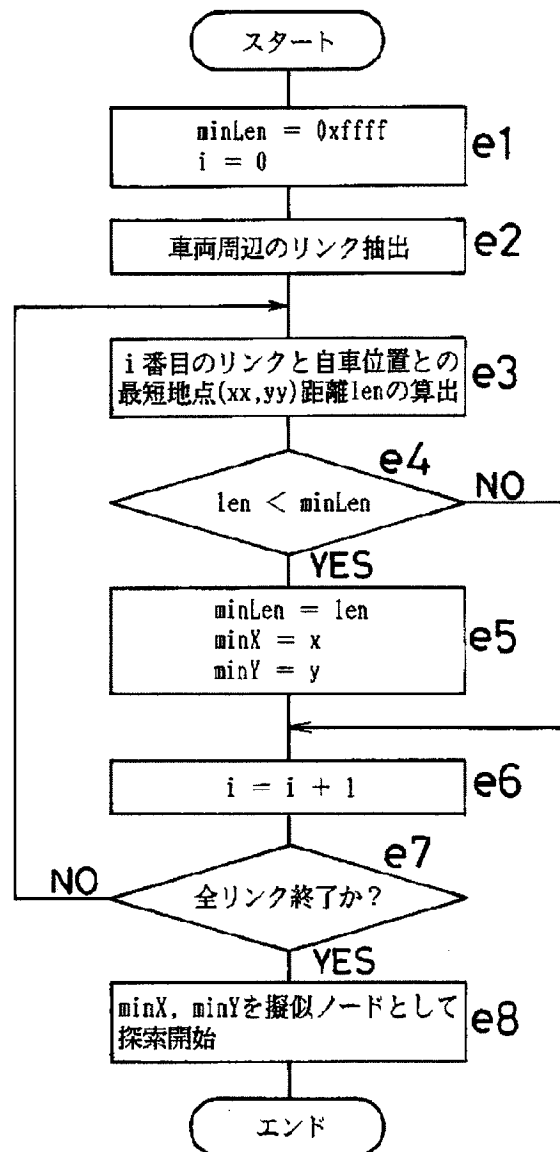 スタート
minLen = 0xffff
i = 0
e1
車両周辺のリンク抽出
e2
i番目のリンクと自車位置との
最短地点(xx,yy)距離lenの算出
e3
e4
len < minLen
NO
YES
minLen = len
minX = x
minY = y
e5
i = i + 1
e6
e7
NO
全リンク終了か?
YES
minX, minYを擬似ノードとして
探索開始
e8
エンド